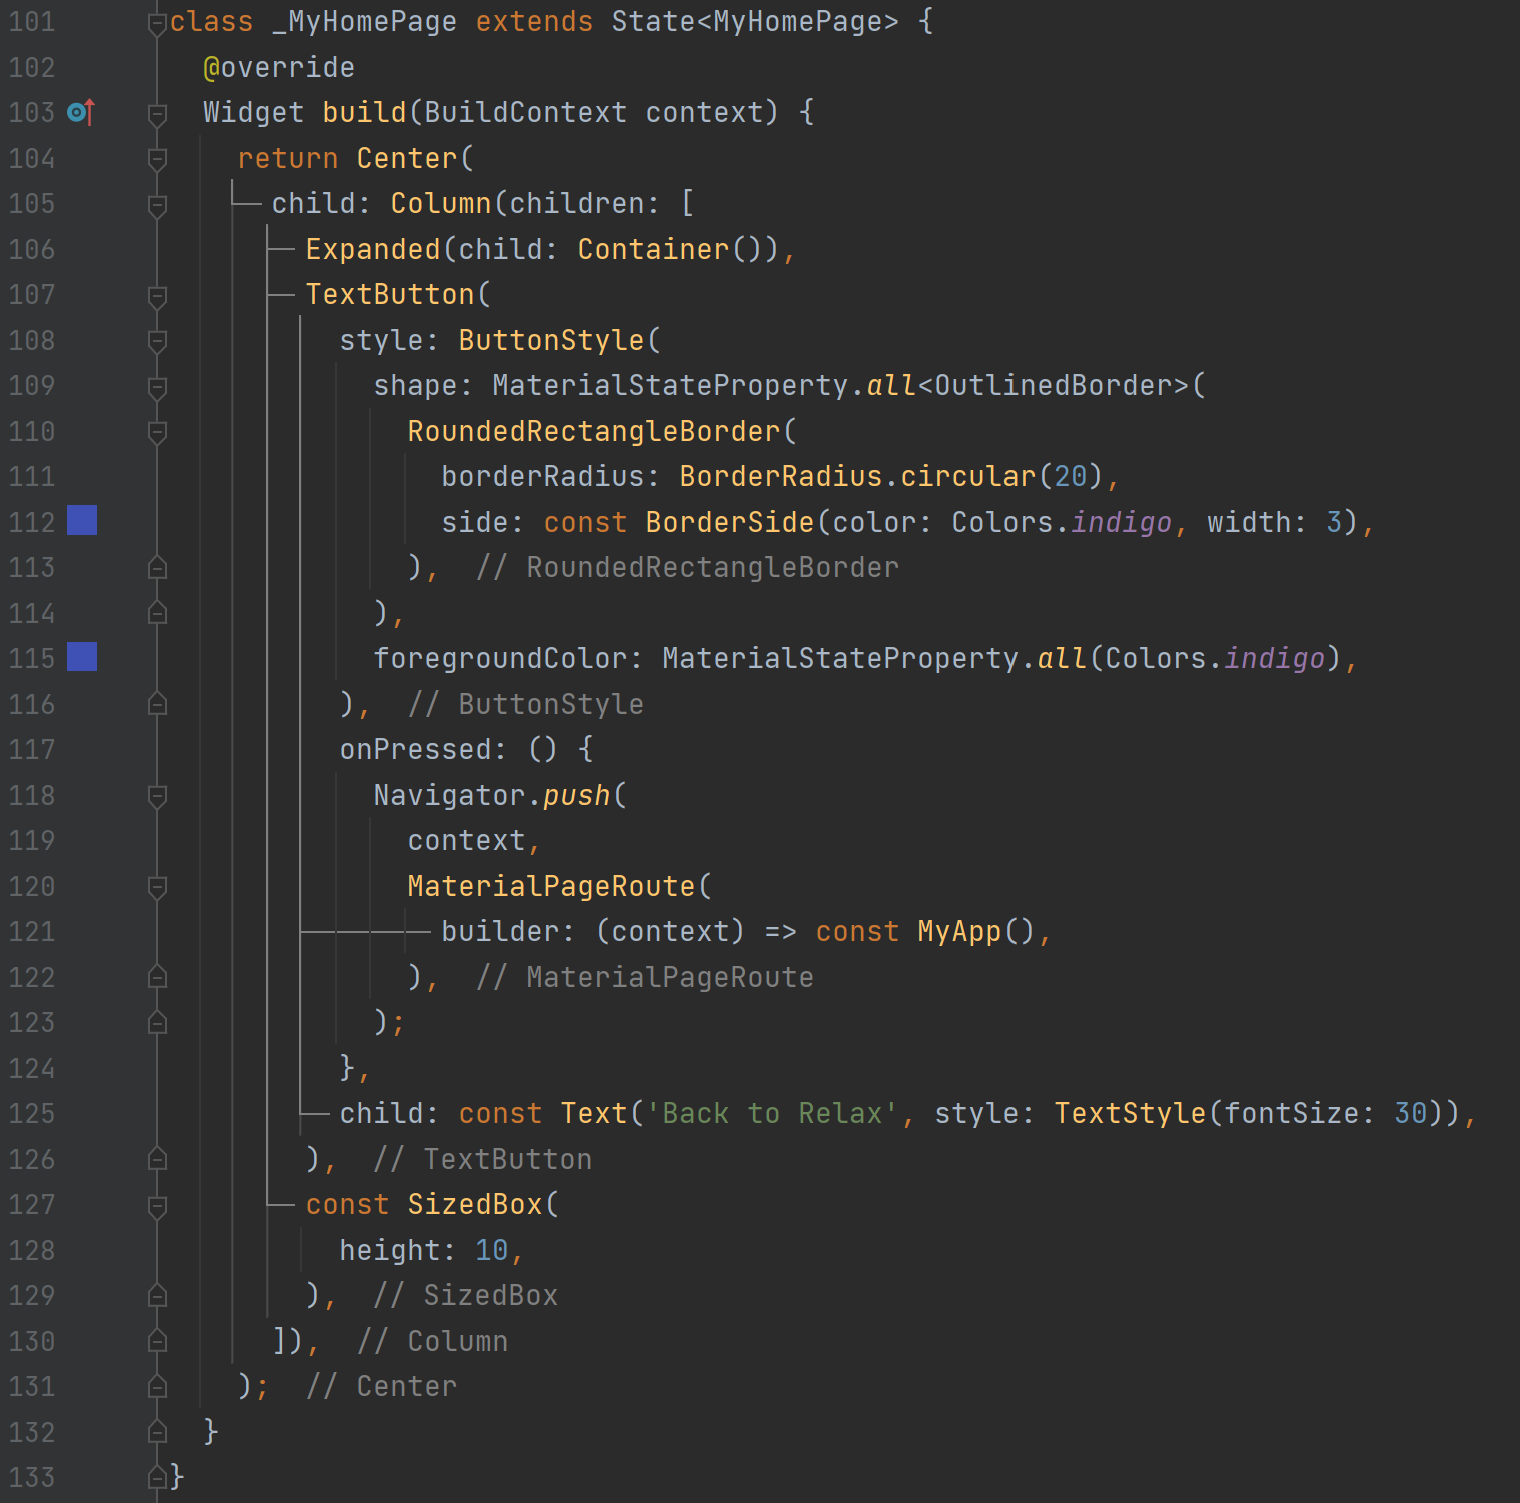 101 class _MyHomePage extends State<MyHomePage> {
102   @override
103   Widget build(BuildContext context) {
104     return Center(
105       child: Column(children: [
106         Expanded(child: Container()),
107         TextButton(
108           style: ButtonStyle(
109             shape: MaterialStateProperty.all<OutlinedBorder>(
110               RoundedRectangleBorder(
111                 borderRadius: BorderRadius.circular(20),
112                 side: const BorderSide(color: Colors.indigo, width: 3),
113               ),  // RoundedRectangleBorder
114             ),
115             foregroundColor: MaterialStateProperty.all(Colors.indigo),
116           ),  // ButtonStyle
117           onPressed: () {
118             Navigator.push(
119               context,
120               MaterialPageRoute(
121                 builder: (context) => const MyApp(),
122               ),  // MaterialPageRoute
123             );
124           },
125           child: const Text('Back to Relax', style: TextStyle(fontSize: 30)),
126         ),  // TextButton
127         const SizedBox(
128           height: 10,
129         ),  // SizedBox
130       ]),  // Column
131     );  // Center
132   }
133 }